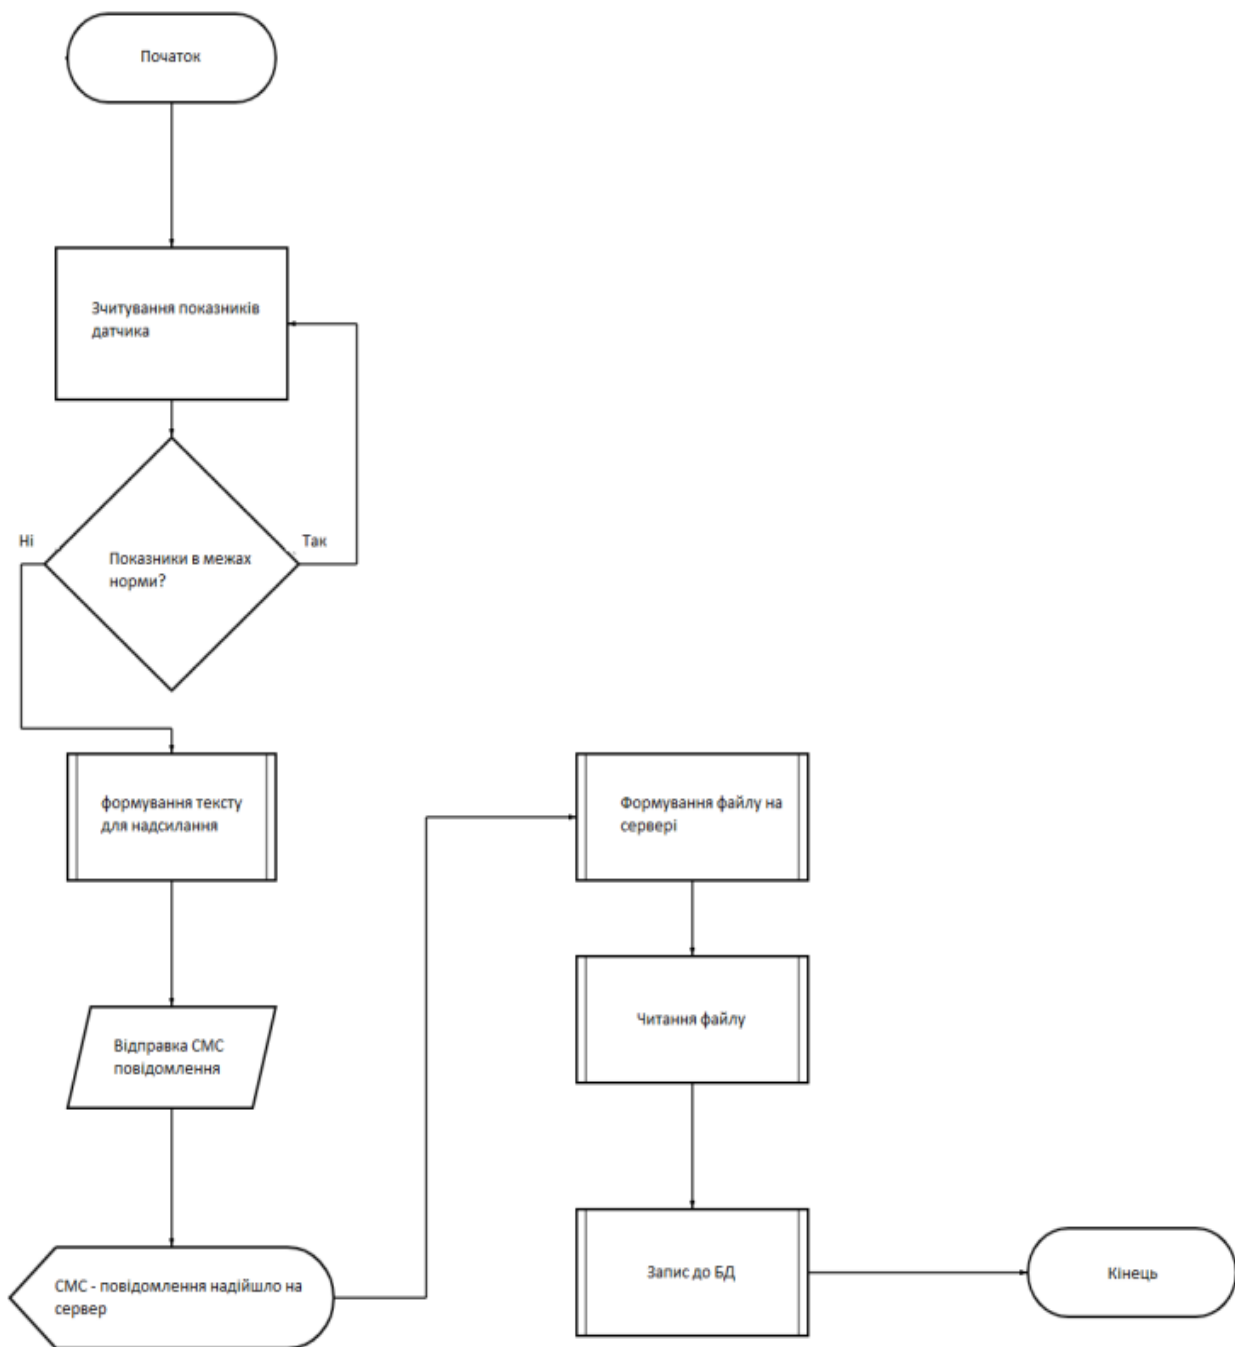 Початок
Зчитування показників
датчика
Ні
Так
Показники в межах
норми?
формування тексту
для надсилання
Відправка СМС
повідомлення
СМС - повідомлення надійшло на
сервер
Формування файлу на
сервері
Читання файлу
Запис до БД
Кінець